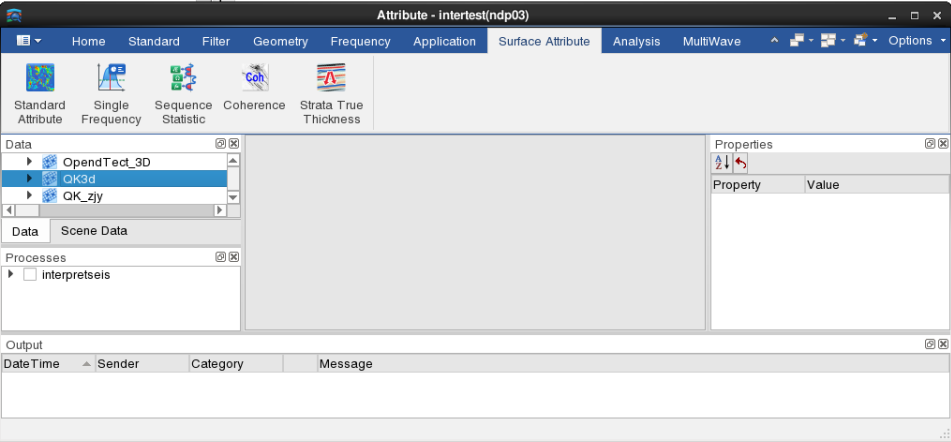 Attribute - intertest(ndp03)
Home Standard Filter Geometry Frequency Application Surface Attribute Analysis MultiWave Options
Standard Attribute
Single Frequency
Sequence Statistic
Coh
Coherence
Strata True Thickness
Data
OpendTect_3D
QK3d
QK_zjy
Data Scene Data
Processes
interpretseis
Properties
A
Z
Property Value
Output
DateTime Sender Category Message